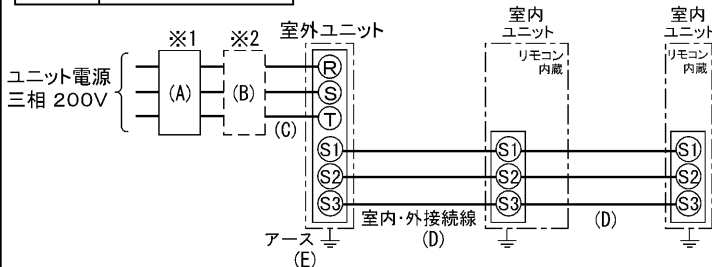 ※1
※2
室外ユニット
室内
ユニット
リモコン
内蔵
室内
ユニット
リモコン
内蔵
ユニット電源
三相 200V
(A)
(B)
(C)
R
S
T
S1
S2
S3
S1
S2
S3
S1
S2
S3
室内・外接続線
(D)
(D)
アース
(E)